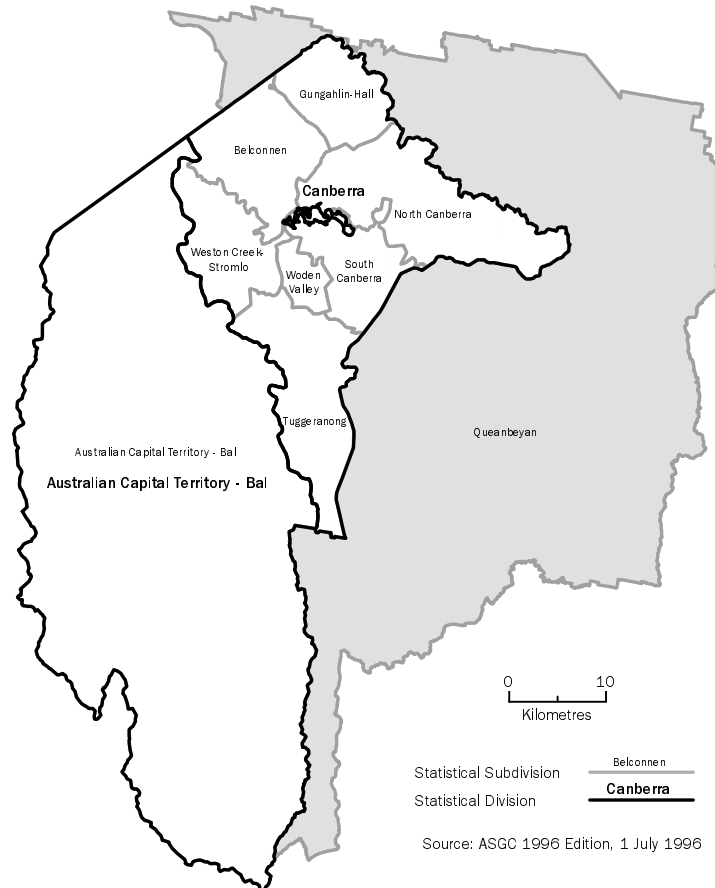 Gungahlin-Hall
Belconnen
Canberra
North Canberra
Weston Creek-
Stromlo
South
Canberra
Woden
Valley
Tuggeranong
Queanbeyan
Australian Capital Territory - Bal
Australian Capital Territory - Bal
0 10
Kilometres
Belconnen
Statistical Subdivision
Canberra
Statistical Division
Source: ASGC 1996 Edition, 1 July 1996